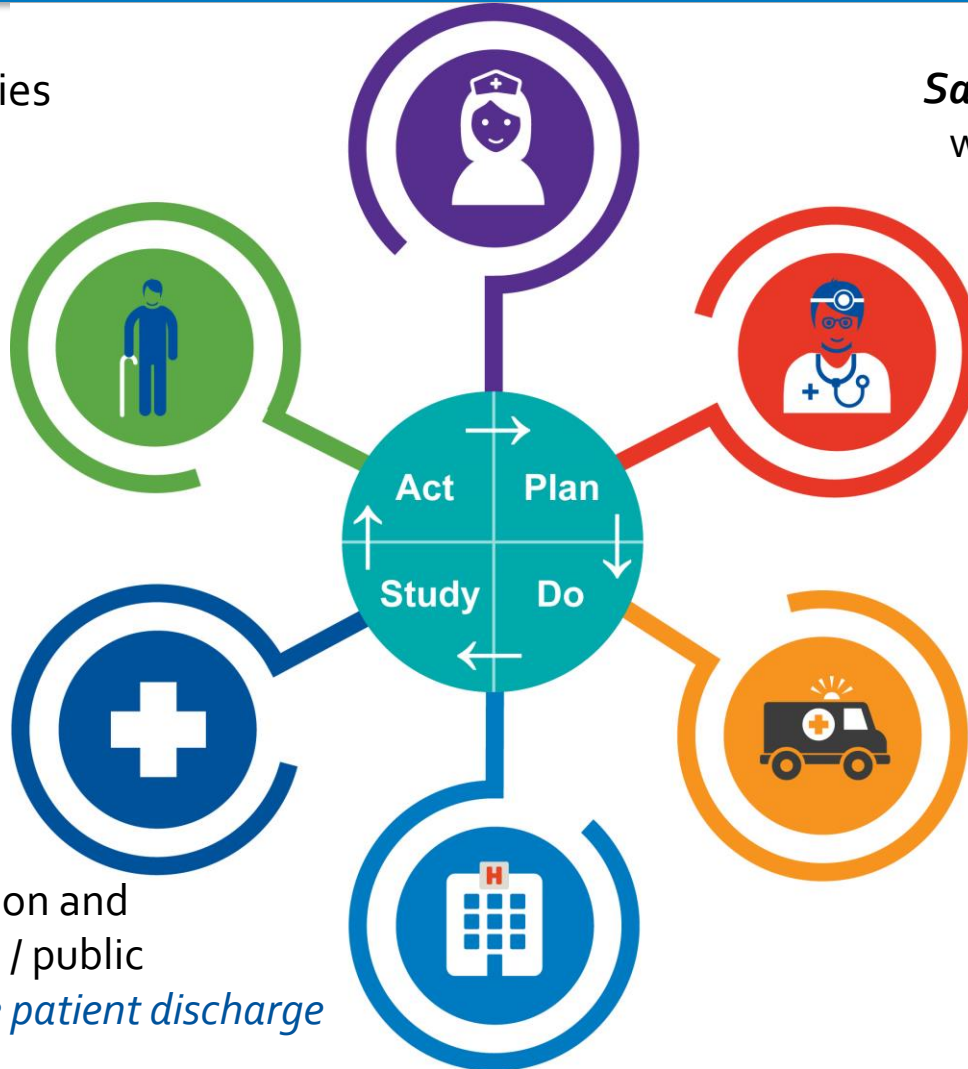 ies
Sa
w
Act
Plan
Study
Do
H
on and
/ public
patient discharge